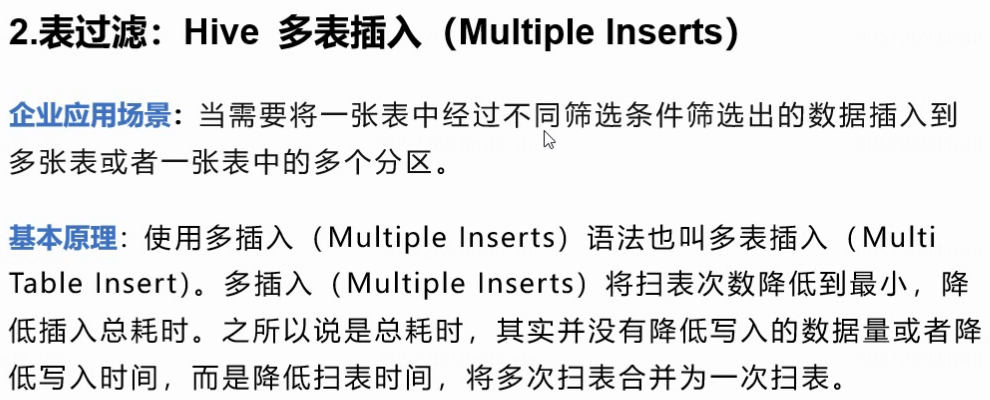 2.表过滤：Hive 多表插入（Multiple Inserts）
企业应用场景：当需要将一张表中经过不同筛选条件筛选出的数据插入到
多张表或者一张表中的多个分区。
基本原理：使用多插入（Multiple Inserts）语法也叫多表插入（Multi
Table Insert)。多插入（Multiple Inserts）将扫表次数降低到最小，降
低插入总耗时。之所以说是总耗时，其实并没有降低写入的数据量或者降
低写入时间，而是降低扫表时间，将多次扫表合并为一次扫表。